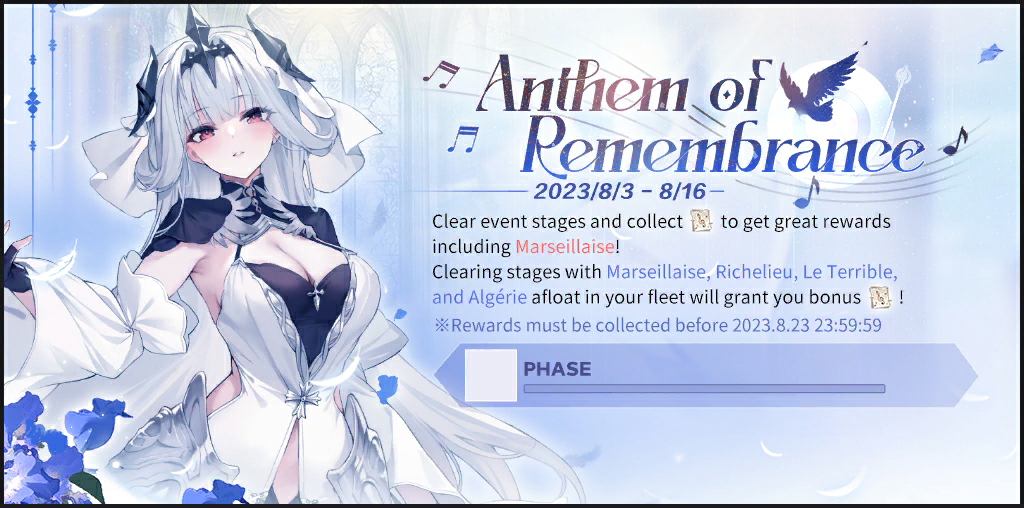 Anthem of
Remembrance
2023/8/3 - 8/16
Clear event stages and collect to get great rewards
including Marseillaise!
Clearing stages with Marseillaise, Richelieu, Le Terrible,
and Algérie afloat in your fleet will grant you bonus !
※Rewards must be collected before 2023.8.23 23:59:59
PHASE